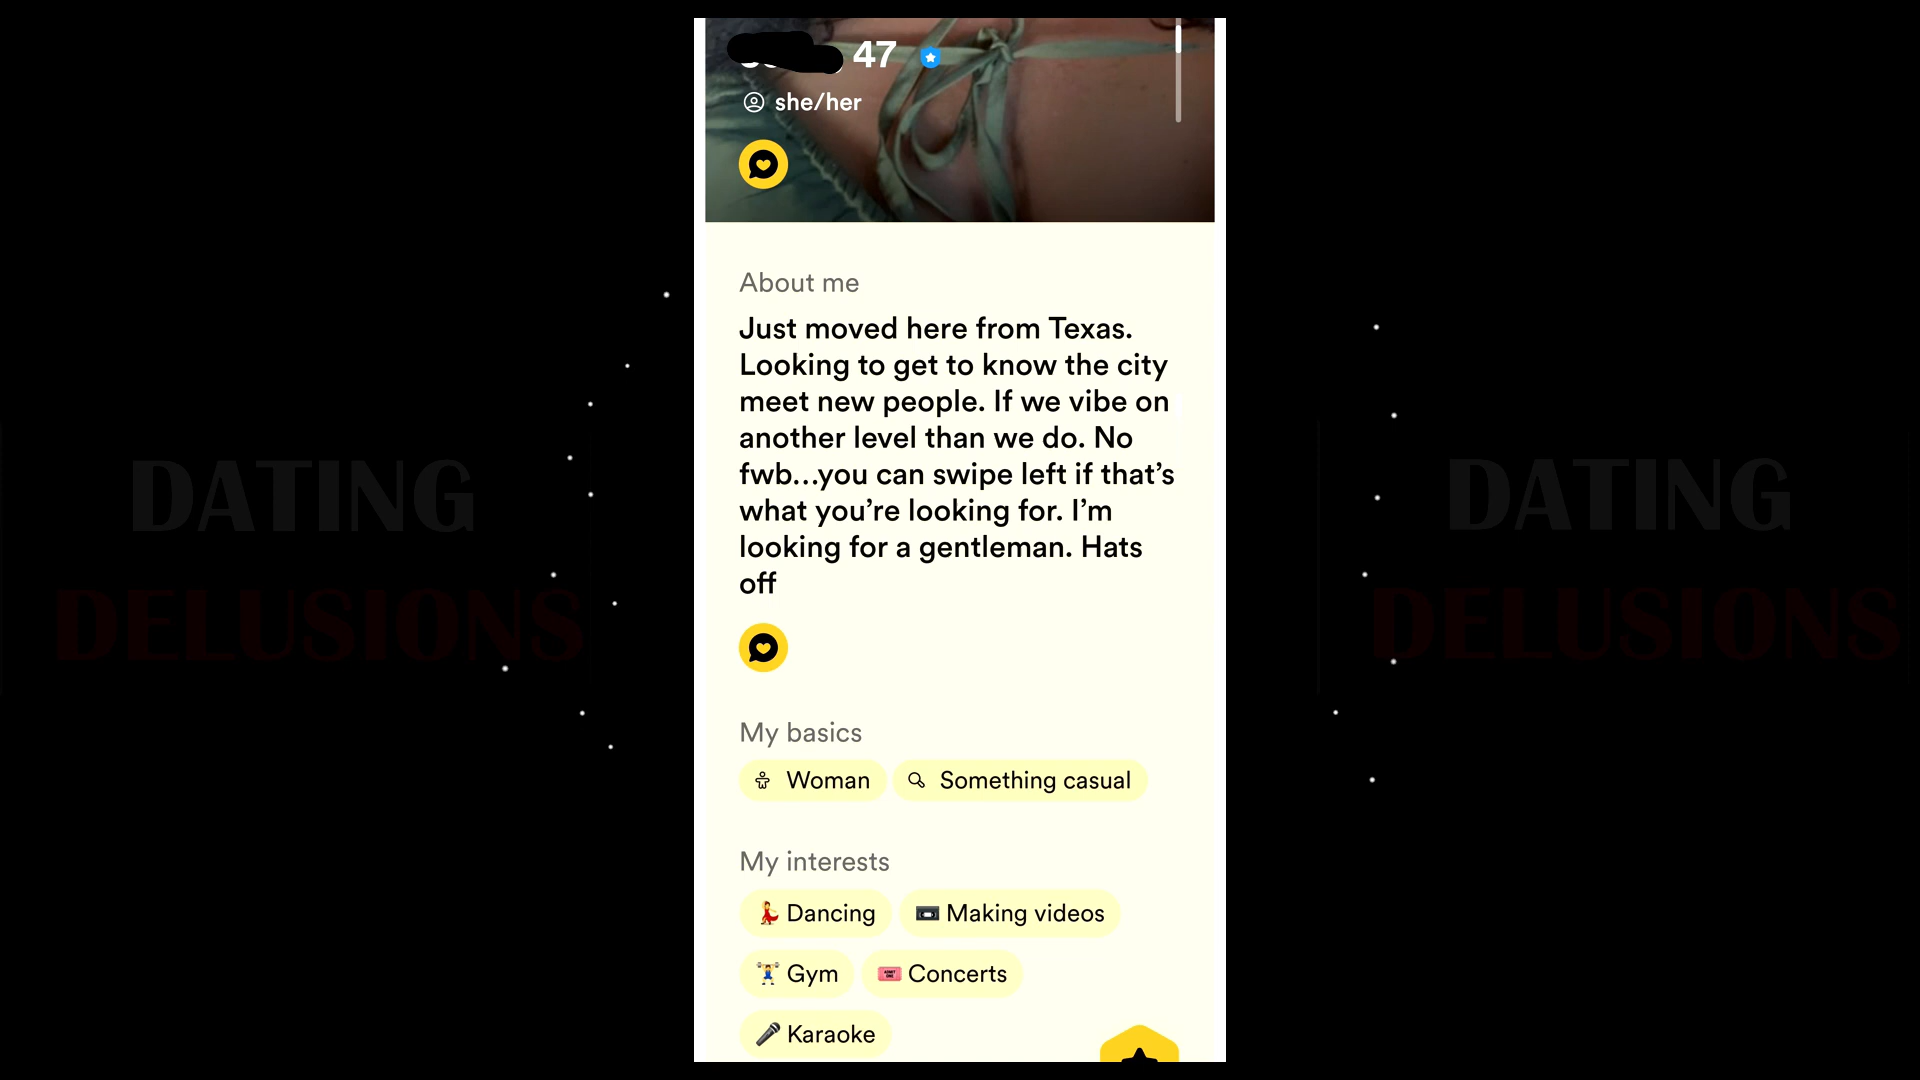 47
she/her
About me
Just moved here from Texas.
Looking to get to know the city
meet new people. If we vibe on
another level than we do. No
fwb...you can swipe left if that’s
what you’re looking for. I’m
looking for a gentleman. Hats
off
My basics
Woman
Something casual
My interests
Dancing
Making videos
Gym
Concerts
Karaoke
DATING
DELUSIONS
DATING
DELUSIONS